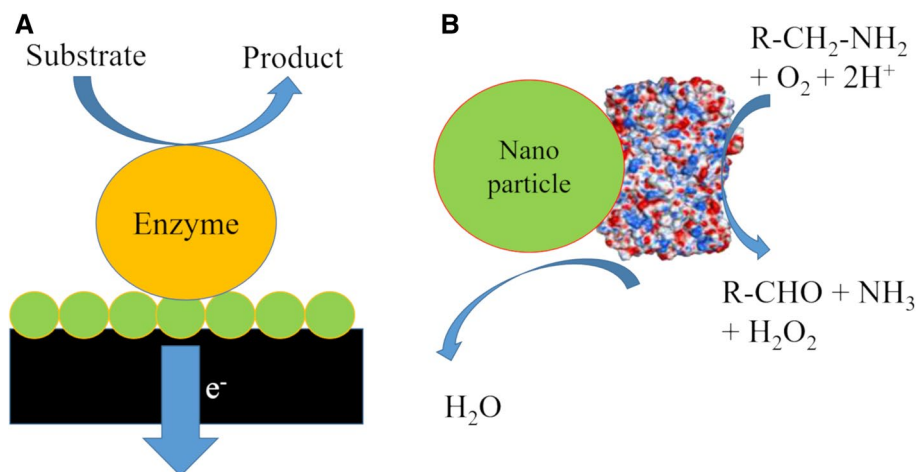 A
Substrate
Product
Enzyme
e⁻
B
R-CH₂-NH₂
+ O₂ + 2H⁺
Nano
particle
R-CHO + NH₃
+ H₂O₂
H₂O